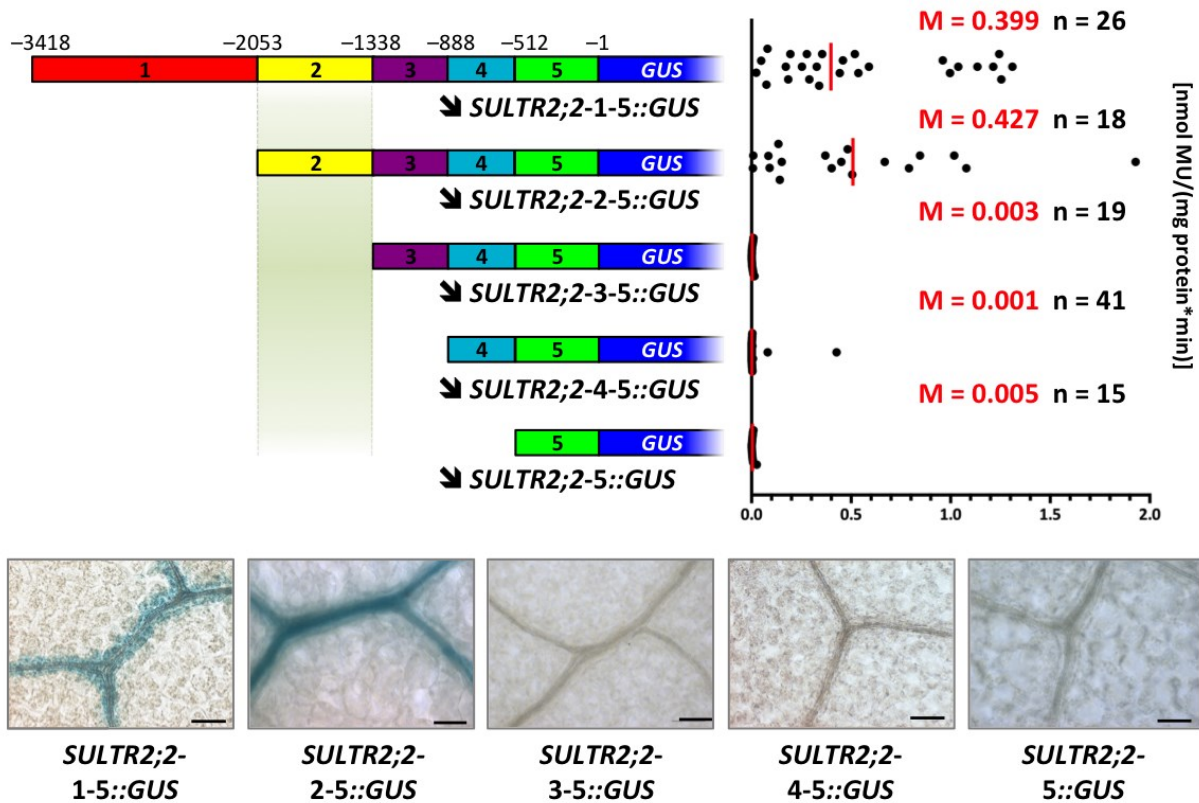 M = 0.399 n = 26
–3418 –2053 –1338 –888 –512 –1
1 2 3 4 5 GUS
SULTR2;2-1-5::GUS
M = 0.427 n = 18
2 3 4 5 GUS
SULTR2;2-2-5::GUS
M = 0.003 n = 19
3 4 5 GUS
SULTR2;2-3-5::GUS
M = 0.001 n = 41
4 5 GUS
SULTR2;2-4-5::GUS
M = 0.005 n = 15
5 GUS
SULTR2;2-5::GUS
0.0 0.5 1.0 1.5 2.0
[nmol MU/(mg protein*min)]
SULTR2;2-
1-5::GUS
SULTR2;2-
2-5::GUS
SULTR2;2-
3-5::GUS
SULTR2;2-
4-5::GUS
SULTR2;2-
5::GUS